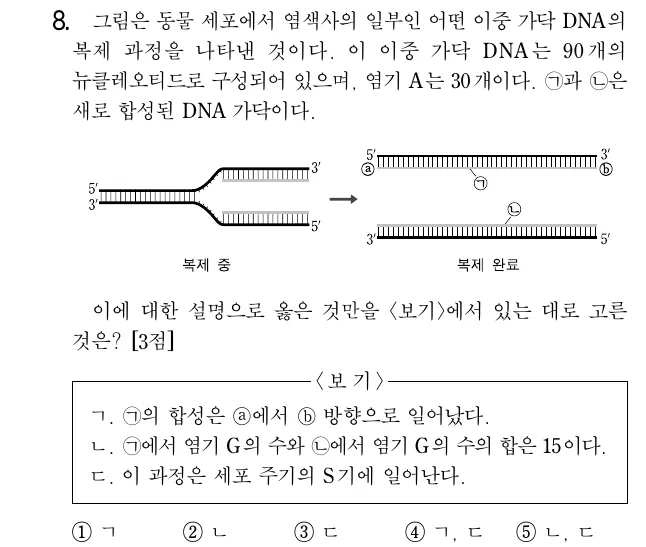 8. 그림은 동물 세포에서 염색사의 일부인 어떤 이중 가닥 DNA의
복제 과정을 나타낸 것이다. 이 이중 가닥 DNA는 90개의
뉴클레오티드로 구성되어 있으며, 염기 A는 30개이다. ㉠과 ㉡은
새로 합성된 DNA 가닥이다.
5′ 3′
3′ 5′
복제 중
5′ 3′
ⓐ ⓑ
㉠
㉡
3′ 5′
복제 완료
이에 대한 설명으로 옳은 것만을 〈보기〉에서 있는 대로 고른
것은? [3점]
〈보 기〉
ㄱ. ㉠의 합성은 ⓐ에서 ⓑ 방향으로 일어났다.
ㄴ. ㉠에서 염기 G의 수와 ㉡에서 염기 G의 수의 합은 15이다.
ㄷ. 이 과정은 세포 주기의 S기에 일어난다.
① ㄱ ② ㄴ ③ ㄷ ④ ㄱ, ㄷ ⑤ ㄴ, ㄷ